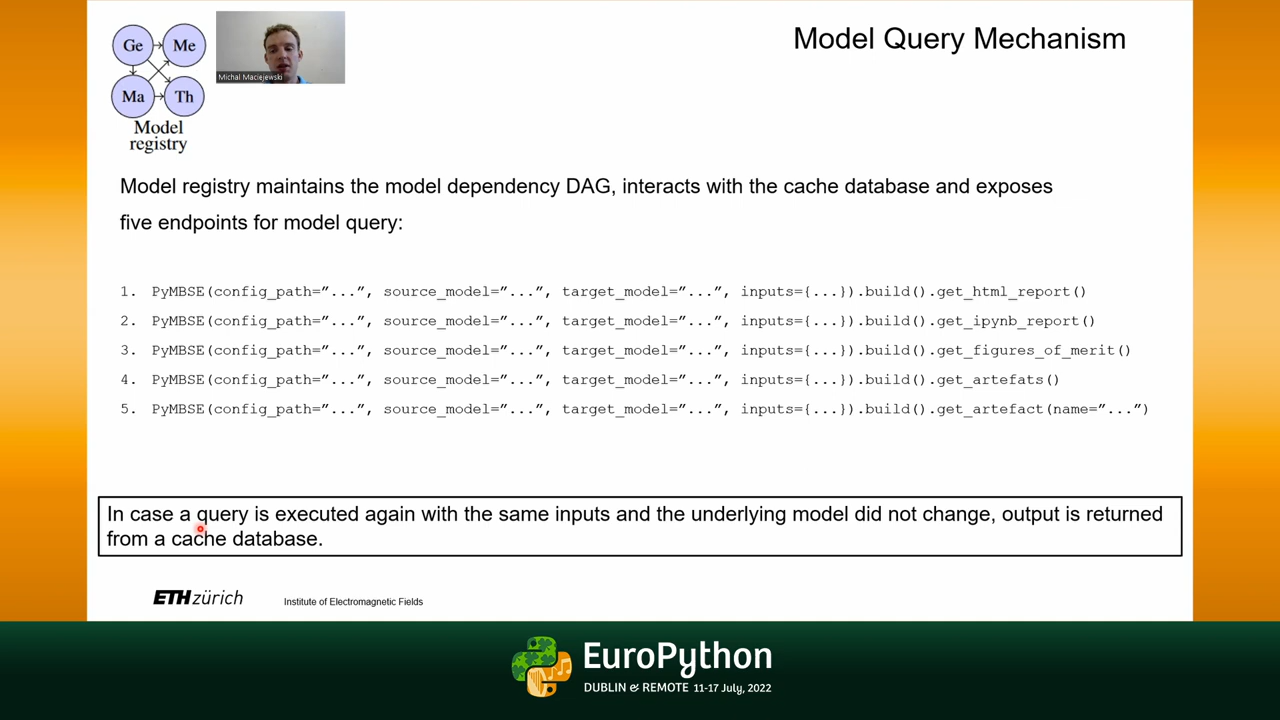 Ge
Me
Ma
Th
Model
registry
Michal Maciejewski
Model Query Mechanism
Model registry maintains the model dependency DAG, interacts with the cache database and exposes
five endpoints for model query:
1. PyMBSE(config_path=”...”, source_model=”...”, target_model=”...”, inputs={...}).build().get_html_report()
2. PyMBSE(config_path=”...”, source_model=”...”, target_model=”...”, inputs={...}).build().get_ipynb_report()
3. PyMBSE(config_path=”...”, source_model=”...”, target_model=”...”, inputs={...}).build().get_figures_of_merit()
4. PyMBSE(config_path=”...”, source_model=”...”, target_model=”...”, inputs={...}).build().get_artefats()
5. PyMBSE(config_path=”...”, source_model=”...”, target_model=”...”, inputs={...}).build().get_artefact(name=”...”)
In case a query is executed again with the same inputs and the underlying model did not change, output is returned
from a cache database.
ETH zürich
Institute of Electromagnetic Fields
EuroPython
DUBLIN & REMOTE 11-17 July, 2022